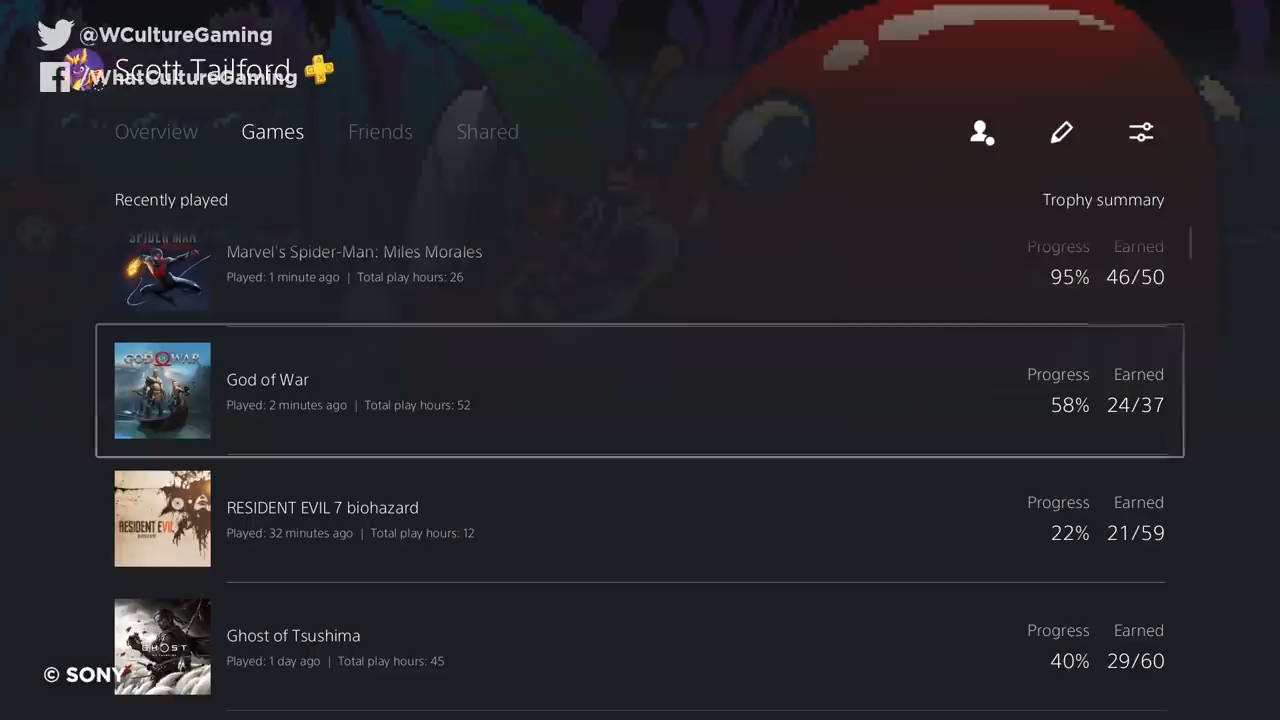 @WCultureGaming
Scott Tailford
WhatCultureGaming
Overview Games Friends Shared
Recently played Trophy summary
SPIDER-MAN
Marvel's Spider-Man: Miles Morales
Played: 1 minute ago | Total play hours: 26
Progress Earned
95% 46/50
GOD OF WAR
God of War
Played: 2 minutes ago | Total play hours: 52
Progress Earned
58% 24/37
RESIDENT EVIL
biohazard
RESIDENT EVIL 7 biohazard
Played: 32 minutes ago | Total play hours: 12
Progress Earned
22% 21/59
GHOST
Ghost of Tsushima
Played: 1 day ago | Total play hours: 45
Progress Earned
40% 29/60
© SONY